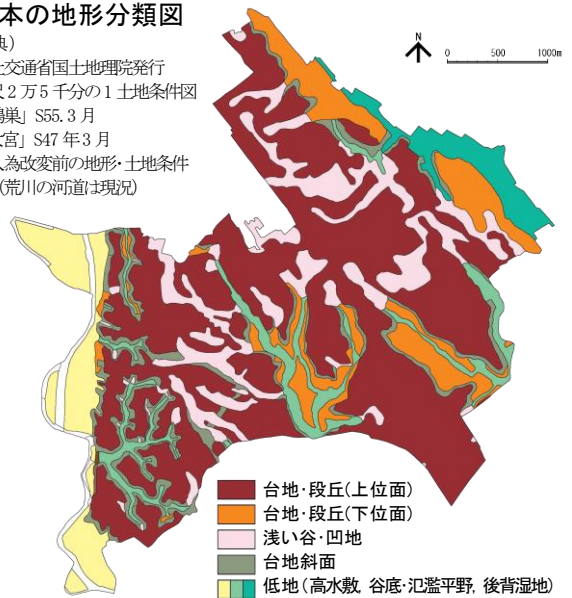 本の地形分類図
典)
土交通省国土地理院発行
尺2万5千分の1土地条件図
鴻巣」S55.3月
大宮」S47年3月
人為改変前の地形・土地条件
(荒川の河道は現況)
N
0 500 1000m
台地・段丘(上位面)
台地・段丘(下位面)
浅い谷・凹地
台地斜面
低地(高水敷, 谷底・氾濫平野, 後背湿地)